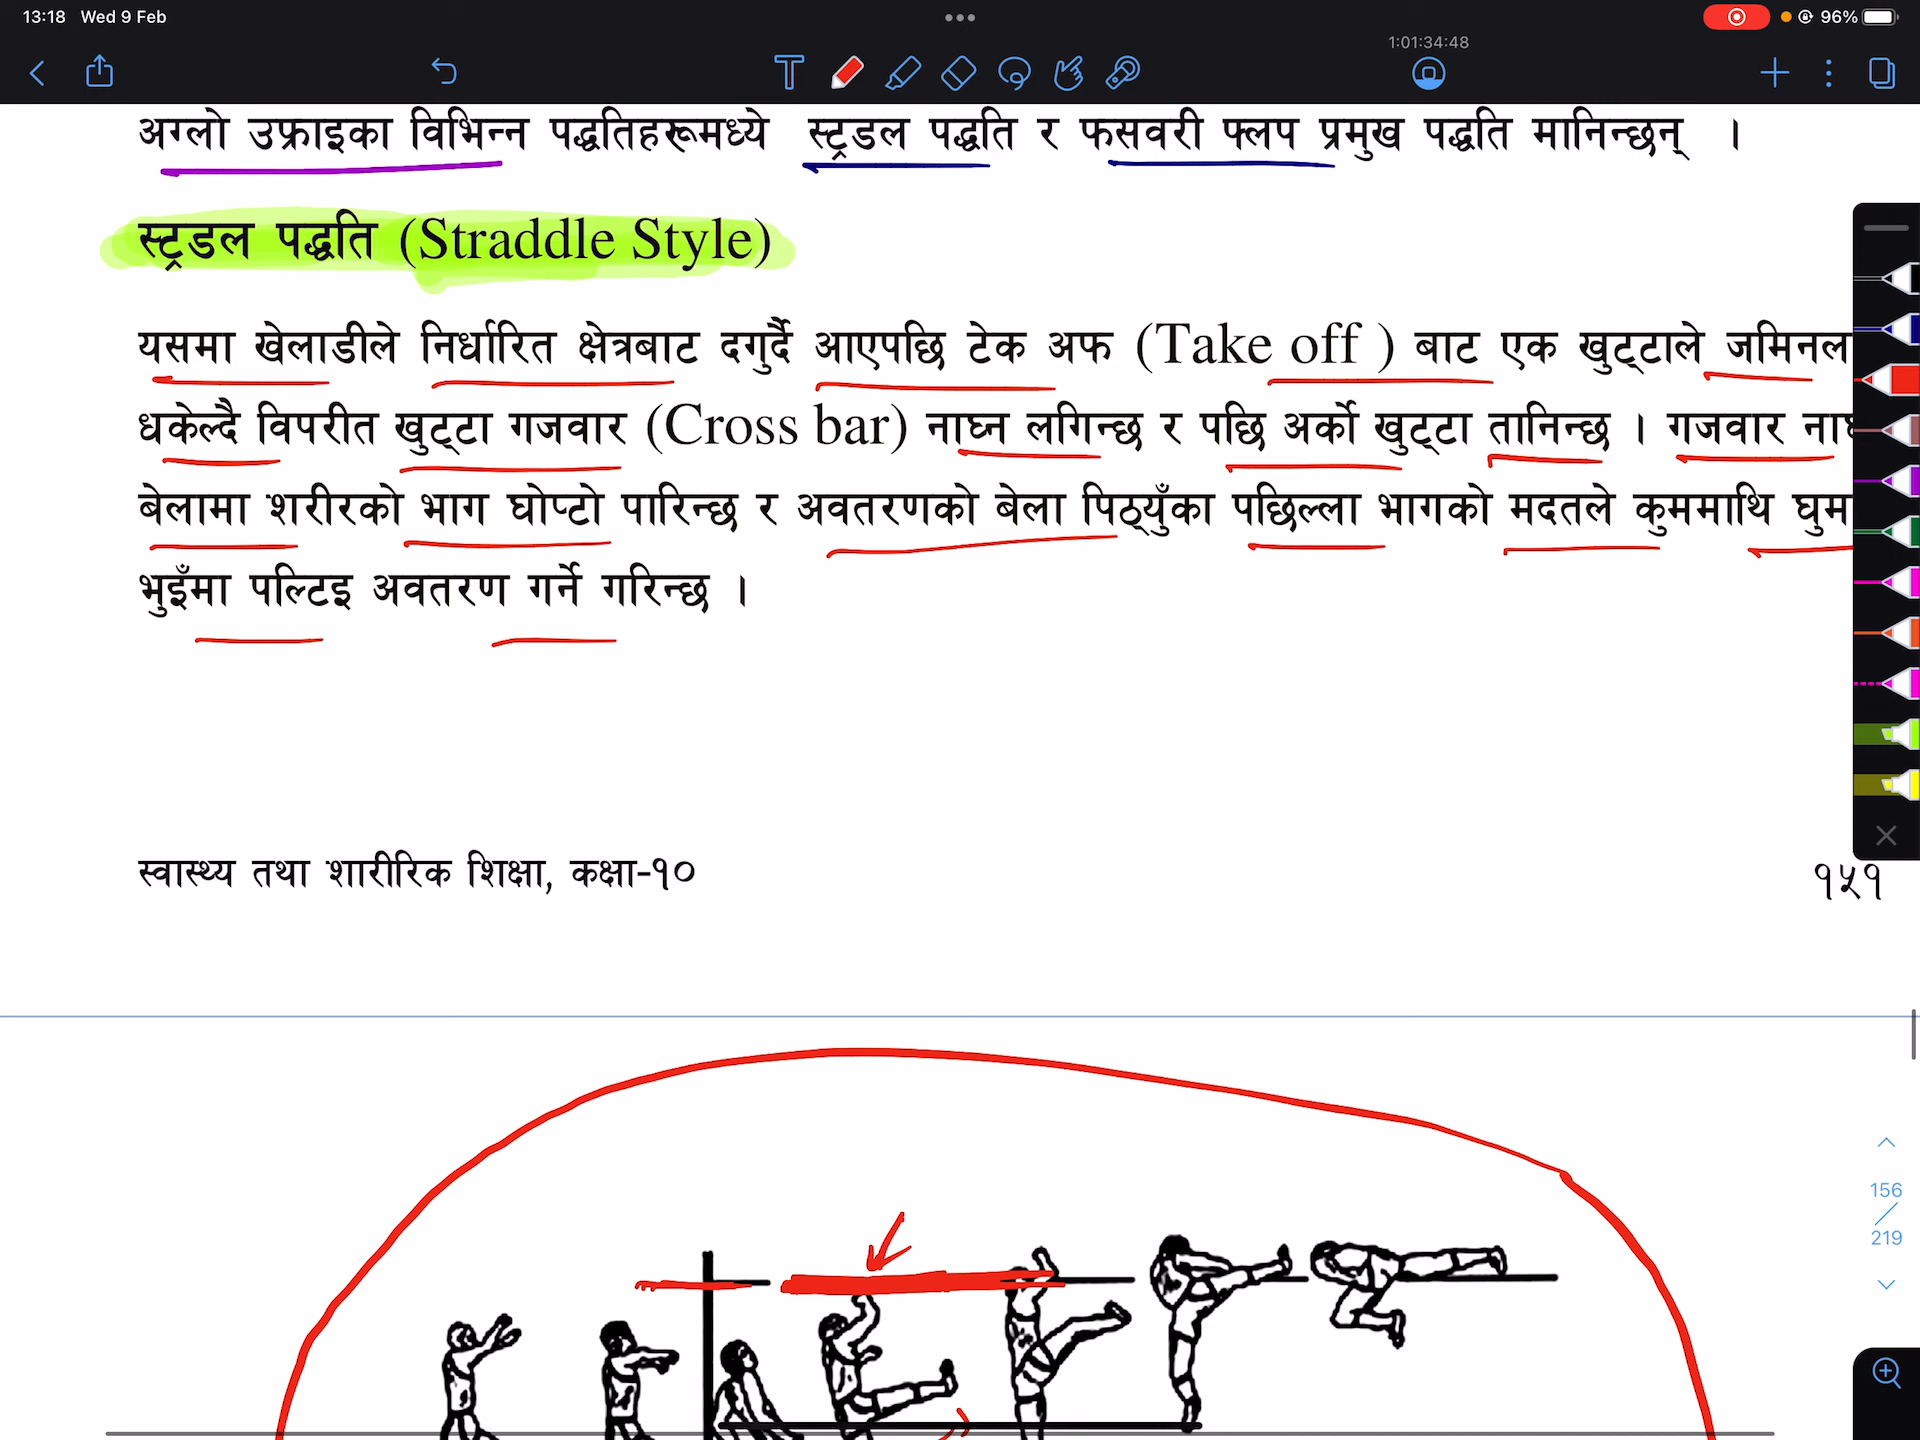 13:18 Wed 9 Feb
96%
1:01:34:48
अग्लो उफ्राइका विभिन्न पद्धतिहरूमध्ये स्ट्रडल पद्धति र फसवरी फ्लप प्रमुख पद्धति मानिन्छन् ।
स्ट्रडल पद्धति (Straddle Style)
यसमा खेलाडीले निर्धारित क्षेत्रबाट दगुर्दै आएपछि टेक अफ (Take off ) बाट एक खुट्टाले जमिनल
धकेल्दै विपरीत खुट्टा गजवार (Cross bar) नाघ्न लगिन्छ र पछि अर्को खुट्टा तानिन्छ । गजवार
बेलामा शरीरको भाग घोप्टो पारिन्छ र अवतरणको बेला पिठ्युँका पछिल्ला भागको मदतले कुममाथि घुम
भुइँमा पल्टिइ अवतरण गर्ने गरिन्छ ।
स्वास्थ्य तथा शारीरिक शिक्षा, कक्षा-१० १५१
156
219